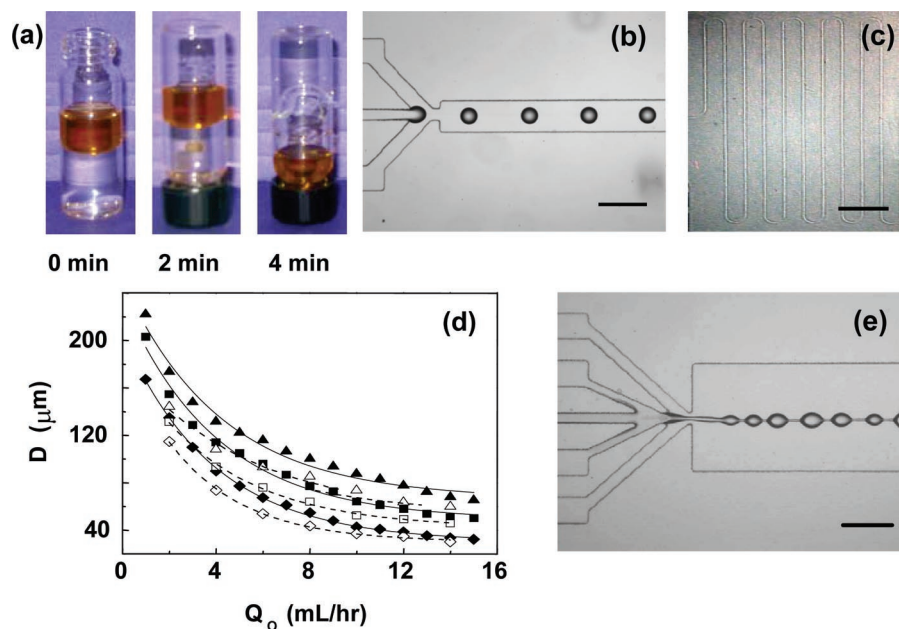 (a)
(b)
(c)
0 min 2 min 4 min
(d)
200
120
40
D (μm)
0 4 8 12 16
Q o (mL/hr)
(e)